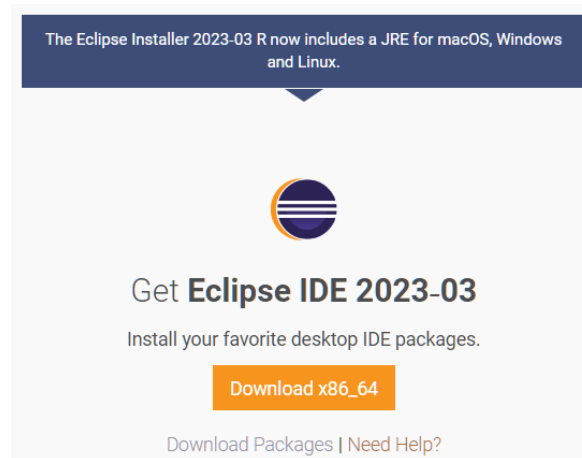 The Eclipse Installer 2023-03 R now includes a JRE for macOS, Windows
and Linux.
Get Eclipse IDE 2023-03
Install your favorite desktop IDE packages.
Download x86_64
Download Packages | Need Help?